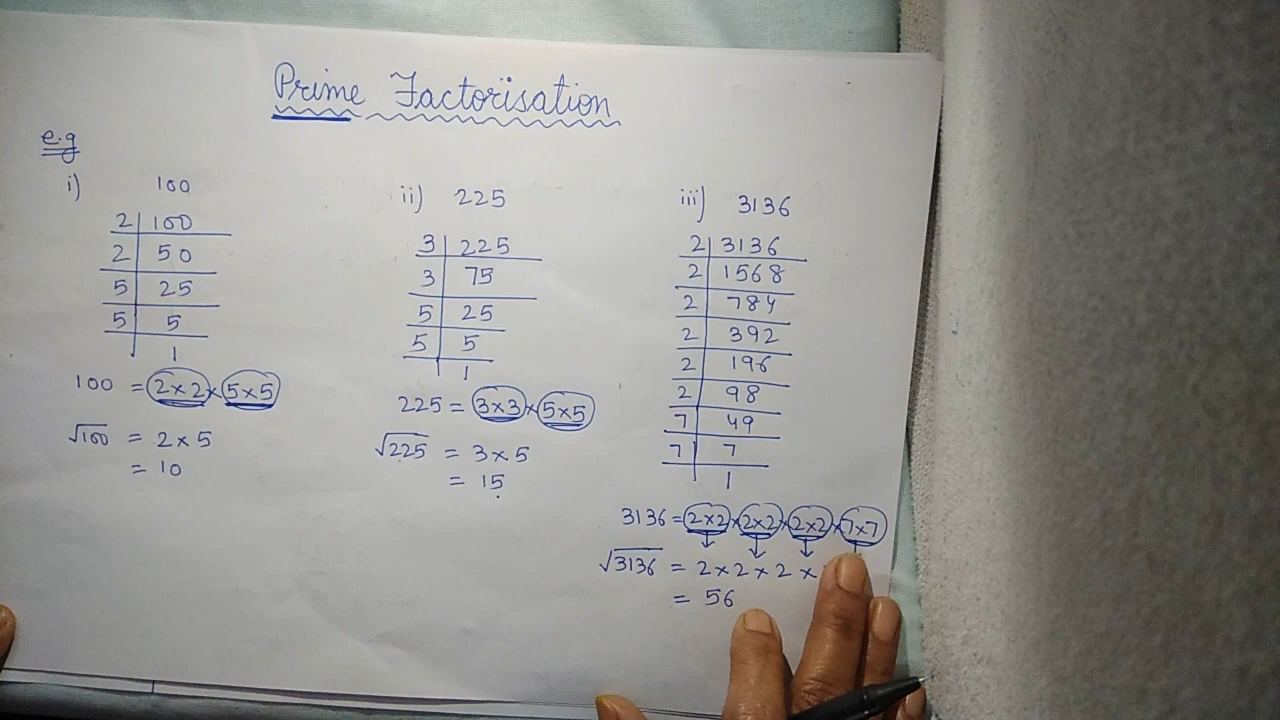 Prime Factorisation
e.g
i) 100
2 100
2 50
5 25
5 5
1
100 = 2×2 × 5×5
√100 = 2 × 5
= 10
ii) 225
3 225
3 75
5 25
5 5
1
225 = 3×3 × 5×5
√225 = 3 × 5
= 15
iii) 3136
2 3136
2 1568
2 784
2 392
2 196
2 98
7 49
7 7
1
3136 = 2×2 × 2×2 × 2×2 × 7×7
√3136 = 2 × 2 × 2 ×
= 56